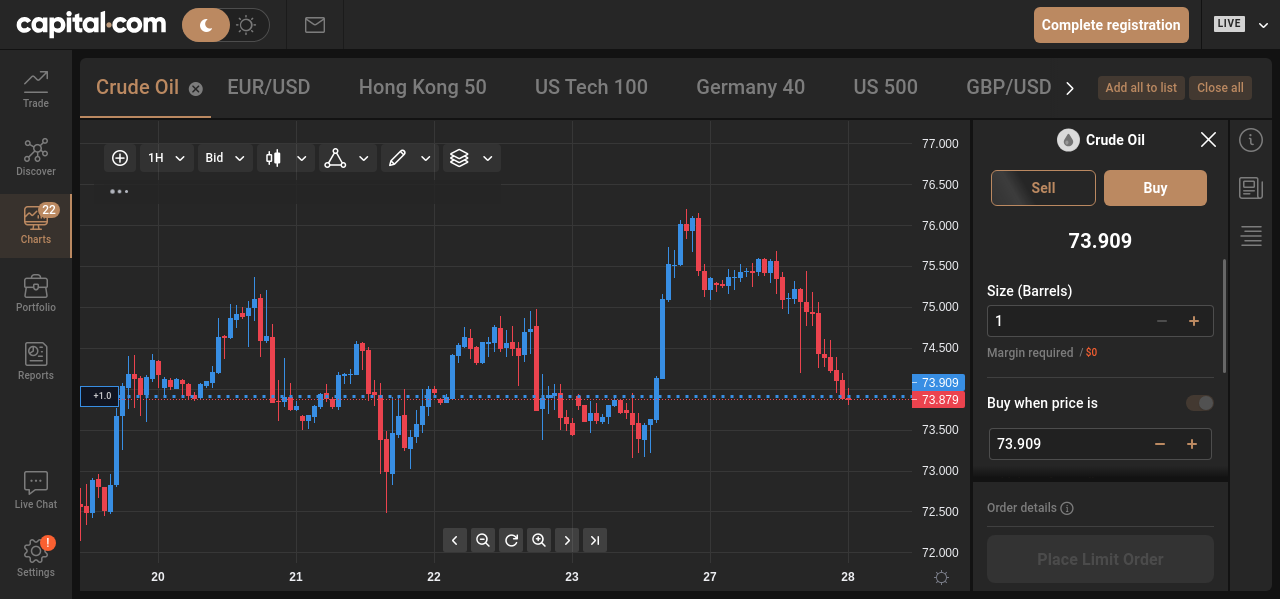 capital.com
Complete registration
LIVE
Trade
Discover
22
Charts
Portfolio
Reports
Live Chat
!
Settings
Crude Oil
EUR/USD
Hong Kong 50
US Tech 100
Germany 40
US 500
GBP/USD
Add all to list
Close all
1H
Bid
77.000
76.500
76.000
75.500
75.000
74.500
73.909
73.879
73.500
73.000
72.500
72.000
+1.0
20
21
22
23
27
28
Crude Oil
Sell
Buy
73.909
Size (Barrels)
1
Margin required / $0
Buy when price is
73.909
Order details
Place Limit Order